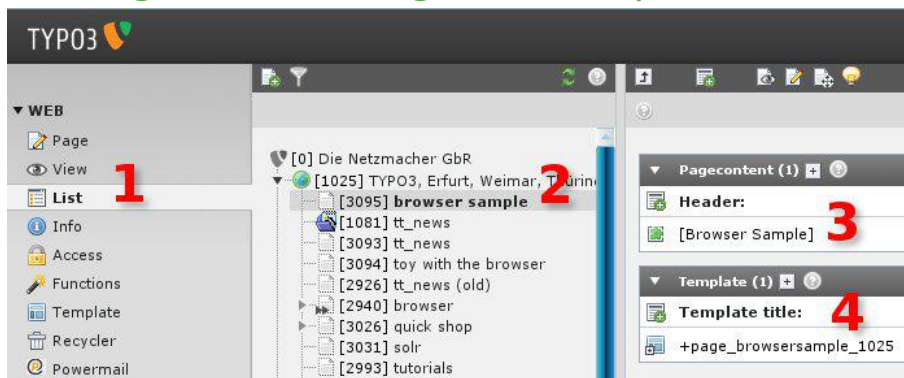 TYPO3
WEB
Page
View
List
Info
Access
Functions
Template
Recycler
Powermail
1
[0] Die Netzmacher GbR
[1025] TYPO3, Erfurt, Weimar,
[3095] browser sample
[1081] tt_news
[3093] tt_news
[3094] toy with the browser
[2926] tt_news (old)
[2940] browser
[3026] quick shop
[3031] solr
[2993] tutorials
2
Pagecontent (1)
Header:
[Browser Sample]
3
Template (1)
Template title:
+page_browsersample_1025
4